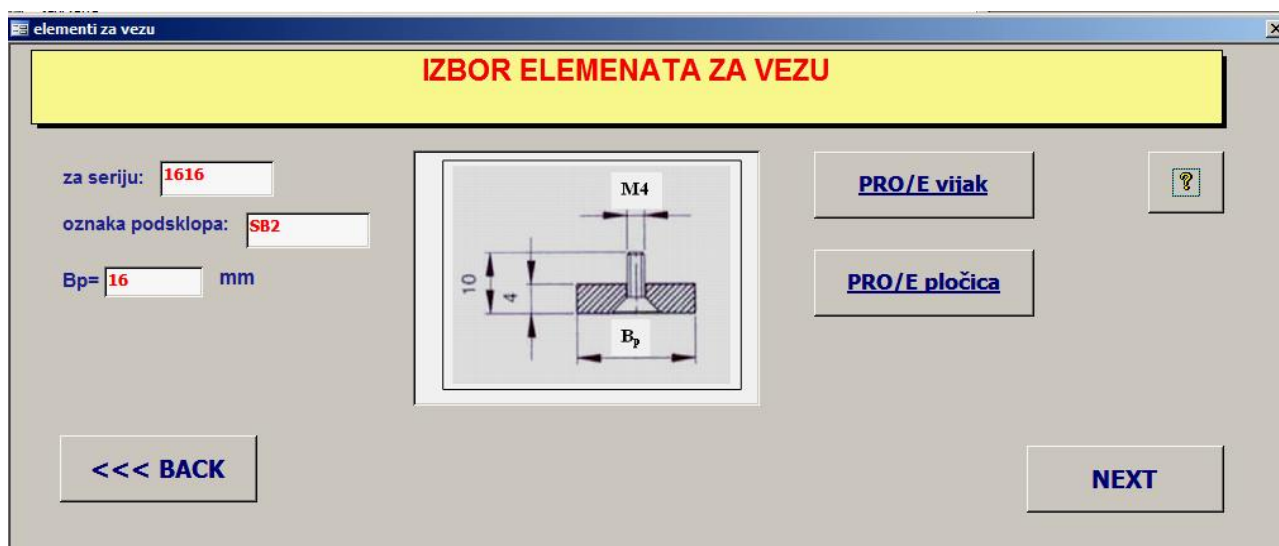 elementi za vezu
IZBOR ELEMENATA ZA VEZU
za seriju: 1616
oznaka podsklopa: SB2
Bp= 16 mm
M4
10
4
Bp
PRO/E vijak
PRO/E pločica
?
<<< BACK
NEXT